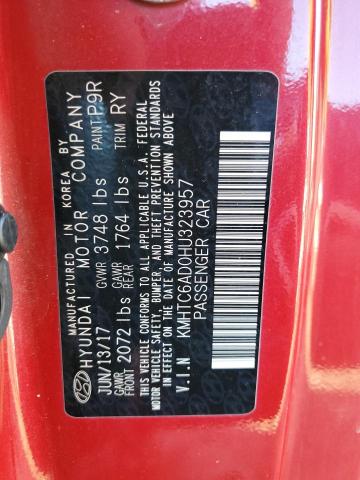 MANUFACTURED IN KOREA BY
HYUNDAI MOTOR COMPANY
JUN/13/17 GVWR 3748 lbs PAINT P9R
GAWR FRONT 2072 lbs GAWR REAR 1764 lbs TRIM RY
THIS VEHICLE CONFORMS TO ALL APPLICABLE U.S.A. FEDERAL
MOTOR VEHICLE SAFETY, BUMPER, AND THEFT PREVENTION STANDARDS
IN EFFECT ON THE DATE OF MANUFACTURE SHOWN ABOVE.
V.I.N KMHTC6AD0HU323957
PASSENGER CAR